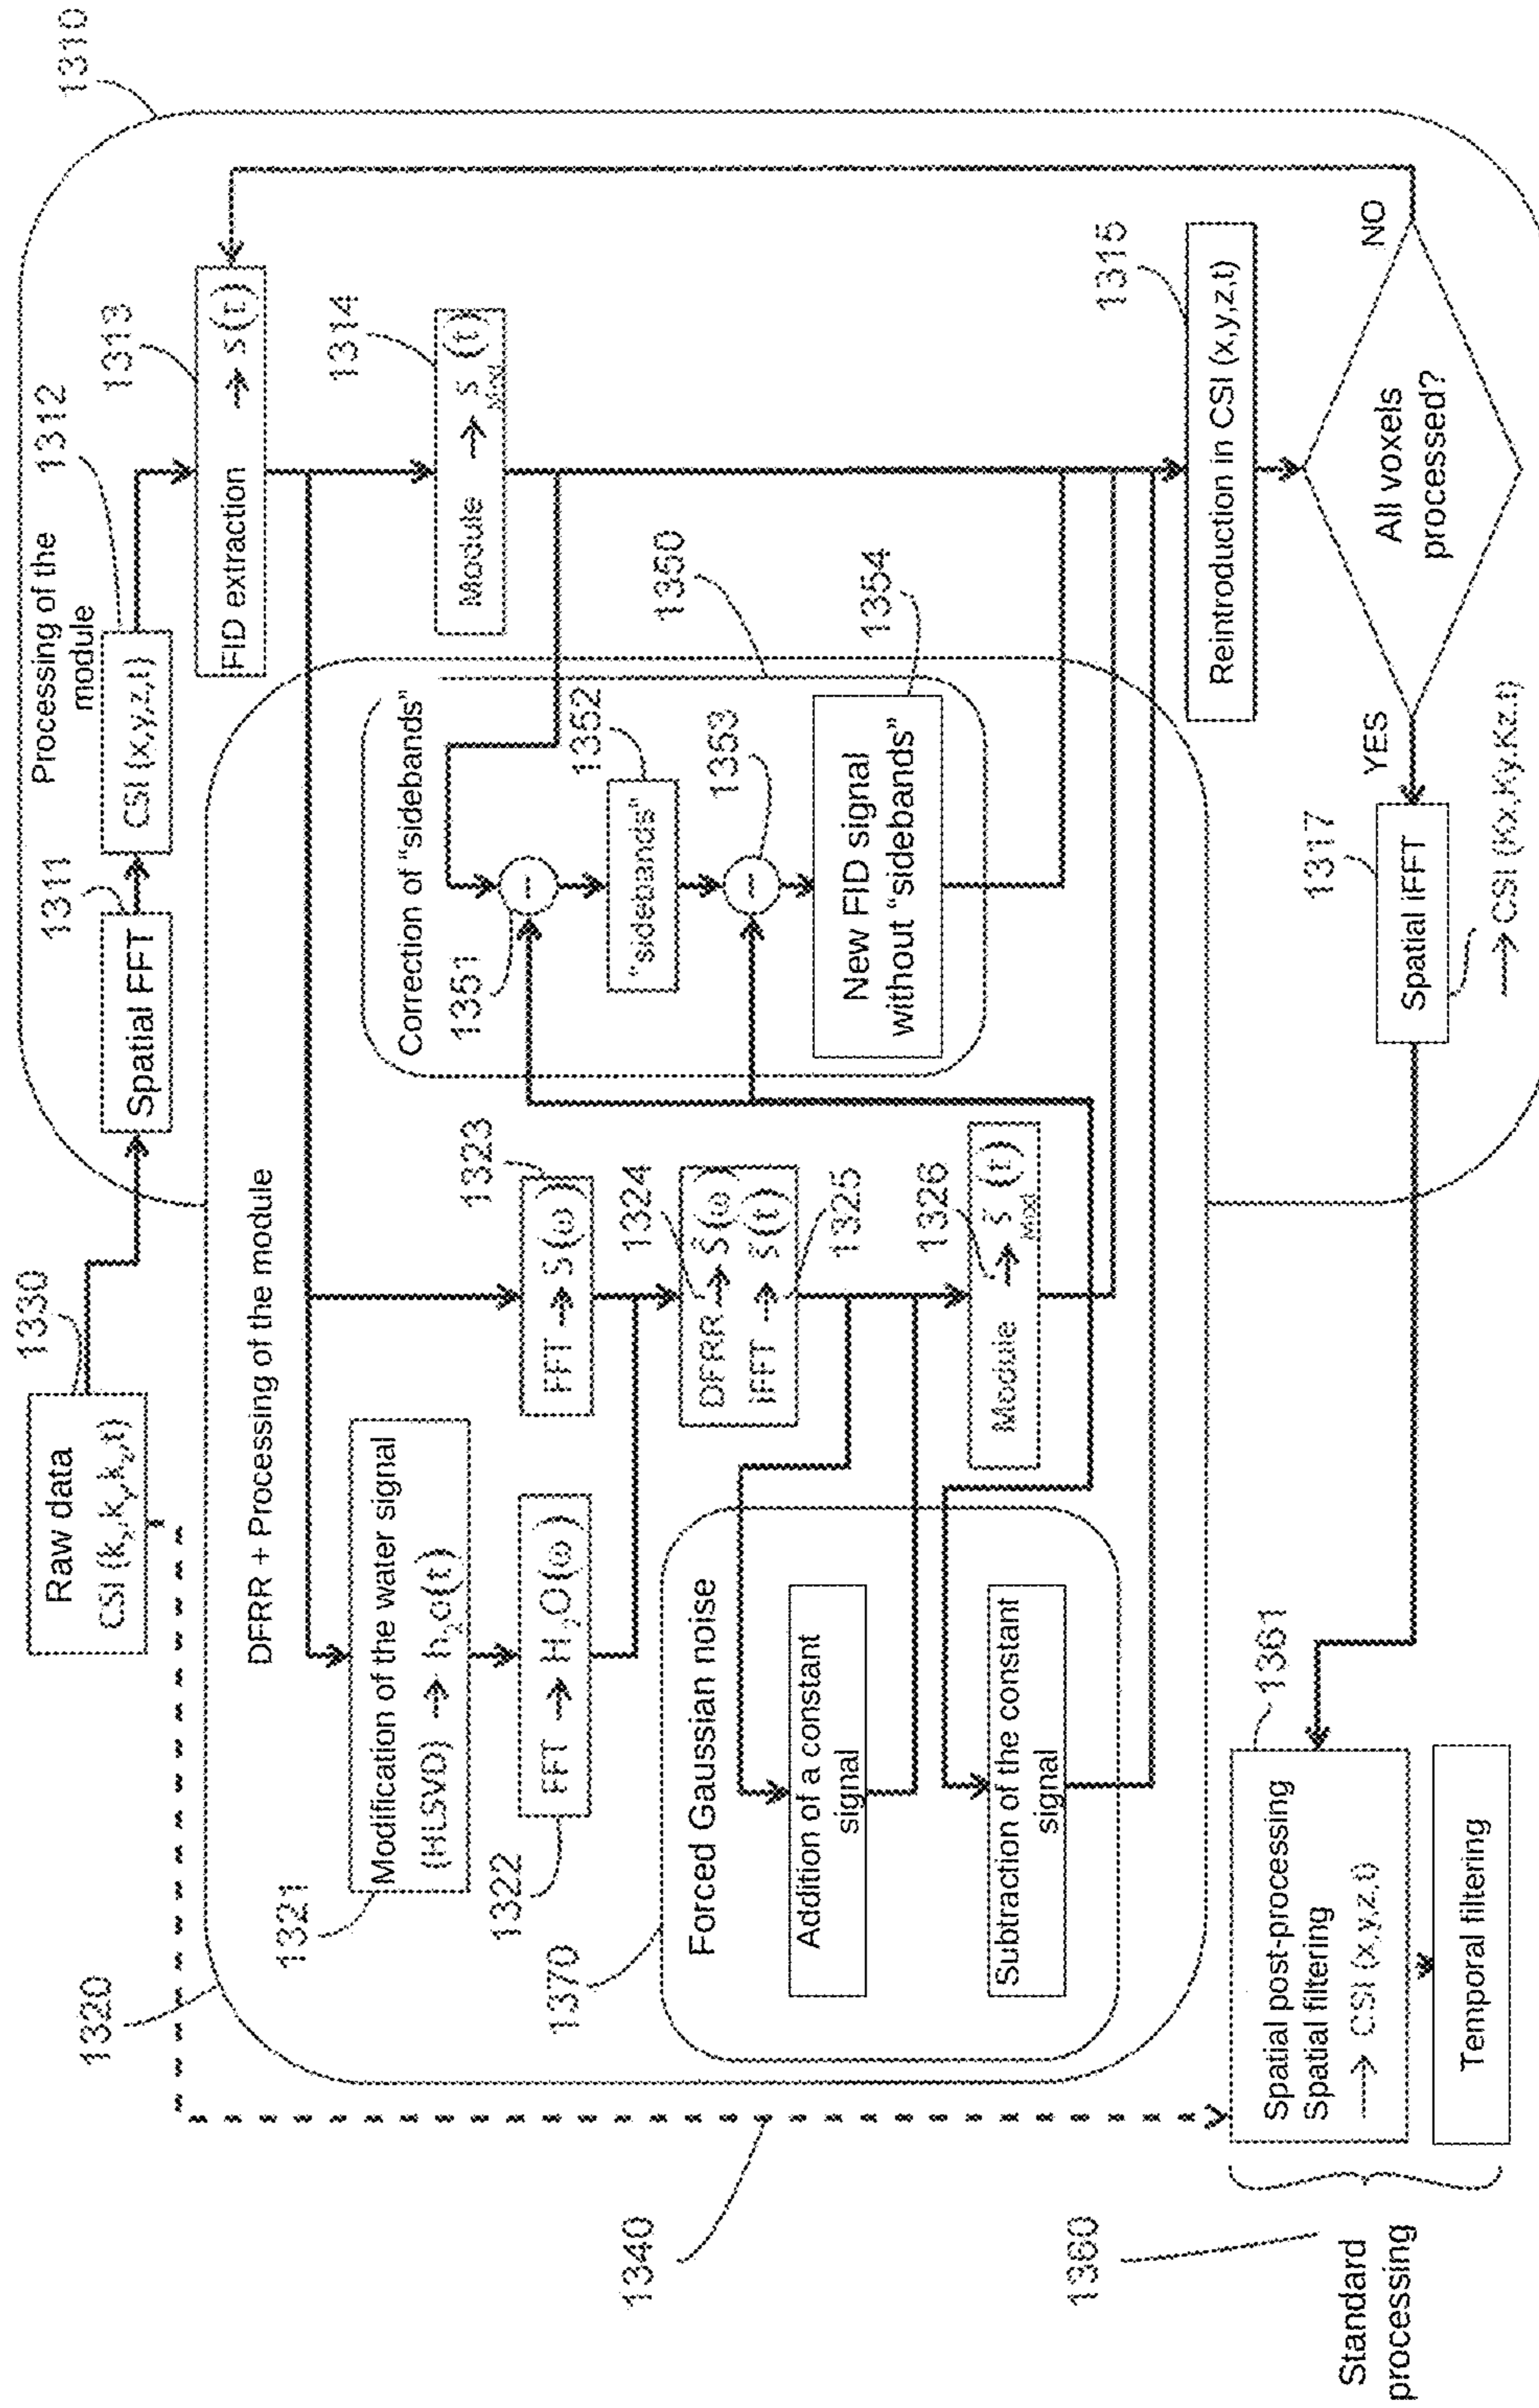 1330
Raw data
CSI (kx,ky,kz,t)
1310
Processing of the
module
1311
Spatial FFT
1312
CSI (x,y,z,t)
1313
FID extraction → s(t)
1314
Module → s Mod (t)
1320
DFRR + Processing of the module
1321
Modification of the water signal
(HLSVD) → h₂o(t)
1322
FFT → H₂O(ω)
1323
FFT → S(ω)
1324
DFRR → S(ω)
iFFT → s(t)
1325
1326
Module → s Mod (t)
1370
Forced Gaussian noise
Addition of a constant
signal
Subtraction of the constant
signal
1350
Correction of "sidebands"
1351
−
1352
"sidebands"
1353
−
1354
New FID signal
without "sidebands"
1315
Reintroduction in CSI (x,y,z,t)
All voxels
processed?
NO
YES
1317
Spatial iFFT
→ CSI (Kx,Ky,Kz,t)
1340
1360
Standard
processing
1361
Spatial post-processing
Spatial filtering
→ CSI (x,y,z,t)
Temporal filtering